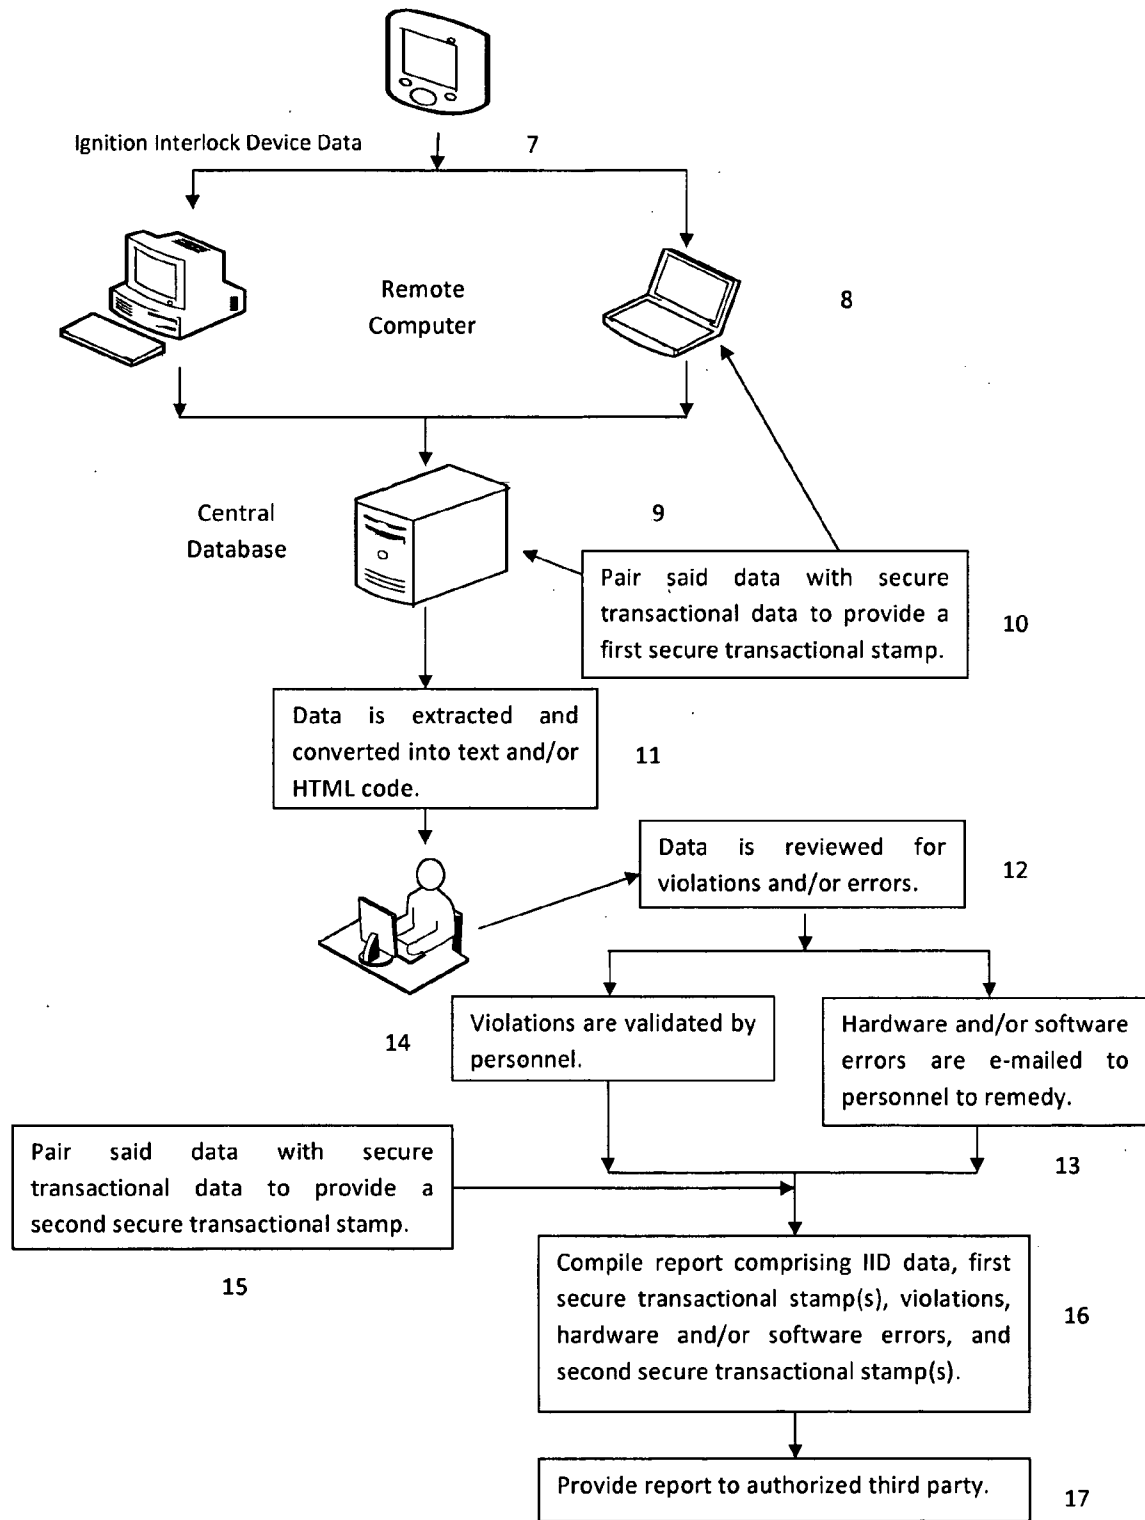 Ignition Interlock Device Data
7
Remote
Computer
8
Central
Database
9
Pair said data with secure
transactional data to provide a
first secure transactional stamp.
10
Data is extracted and
converted into text and/or
HTML code.
11
Data is reviewed for
violations and/or errors.
12
14
Violations are validated by
personnel.
Hardware and/or software
errors are e-mailed to
personnel to remedy.
13
Pair said data with secure
transactional data to provide a
second secure transactional stamp.
15
Compile report comprising IID data, first
secure transactional stamp(s), violations,
hardware and/or software errors, and
second secure transactional stamp(s).
16
Provide report to authorized third party.
17